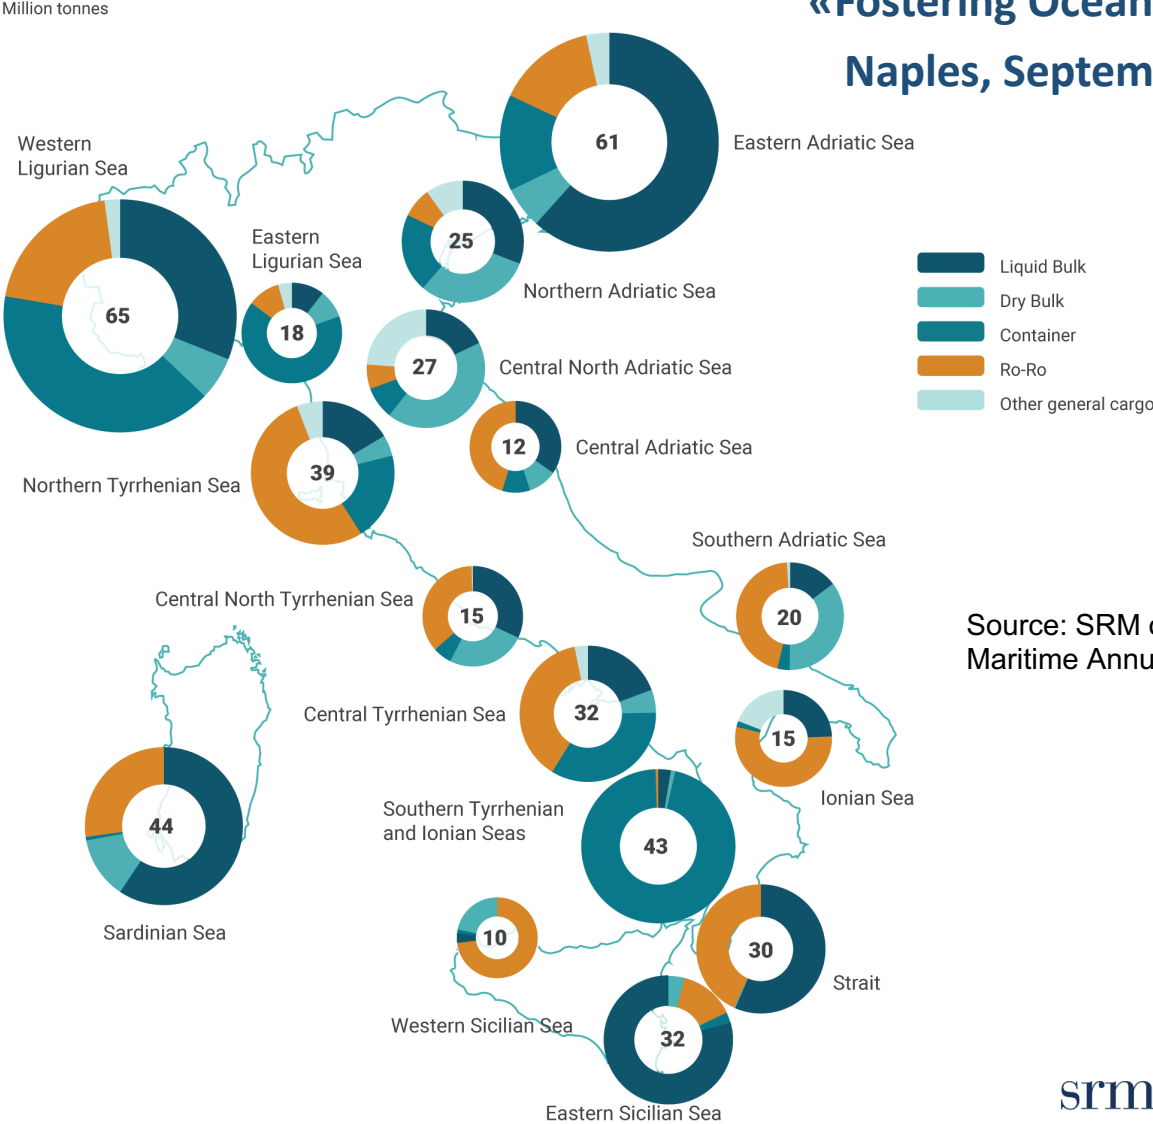 Million tonnes
«Fostering Ocean
Naples, Septem
Western
Ligurian Sea
65
61
Eastern Adriatic Sea
Eastern
Ligurian Sea
18
25
Northern Adriatic Sea
27
Central North Adriatic Sea
Liquid Bulk
Dry Bulk
Container
Ro-Ro
Other general cargo
12
Central Adriatic Sea
39
Northern Tyrrhenian Sea
Southern Adriatic Sea
20
Central North Tyrrhenian Sea
15
Source: SRM
Maritime Annu
Central Tyrrhenian Sea
32
15
Ionian Sea
Southern Tyrrhenian
and Ionian Seas
43
44
Sardinian Sea
10
Western Sicilian Sea
30
Strait
32
Eastern Sicilian Sea
srm